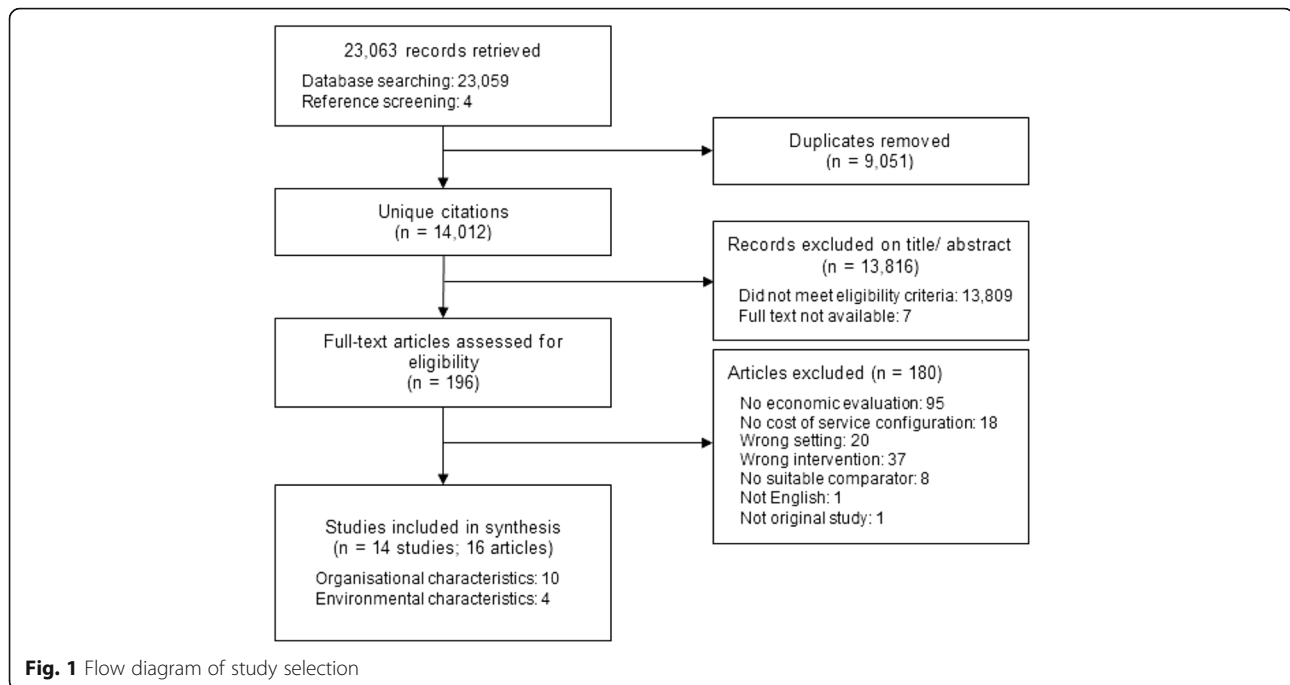 23,063 records retrieved
Database searching: 23,059
Reference screening: 4
Duplicates removed
(n = 9,051)
Unique citations
(n = 14,012)
Records excluded on title/ abstract
(n = 13,816)
Did not meet eligibility criteria: 13,809
Full text not available: 7
Full-text articles assessed for
eligibility
(n = 196)
Articles excluded (n = 180)
No economic evaluation: 95
No cost of service configuration: 18
Wrong setting: 20
Wrong intervention: 37
No suitable comparator: 8
Not English: 1
Not original study: 1
Studies included in synthesis
(n = 14 studies; 16 articles)
Organisational characteristics: 10
Environmental characteristics: 4
Fig. 1 Flow diagram of study selection